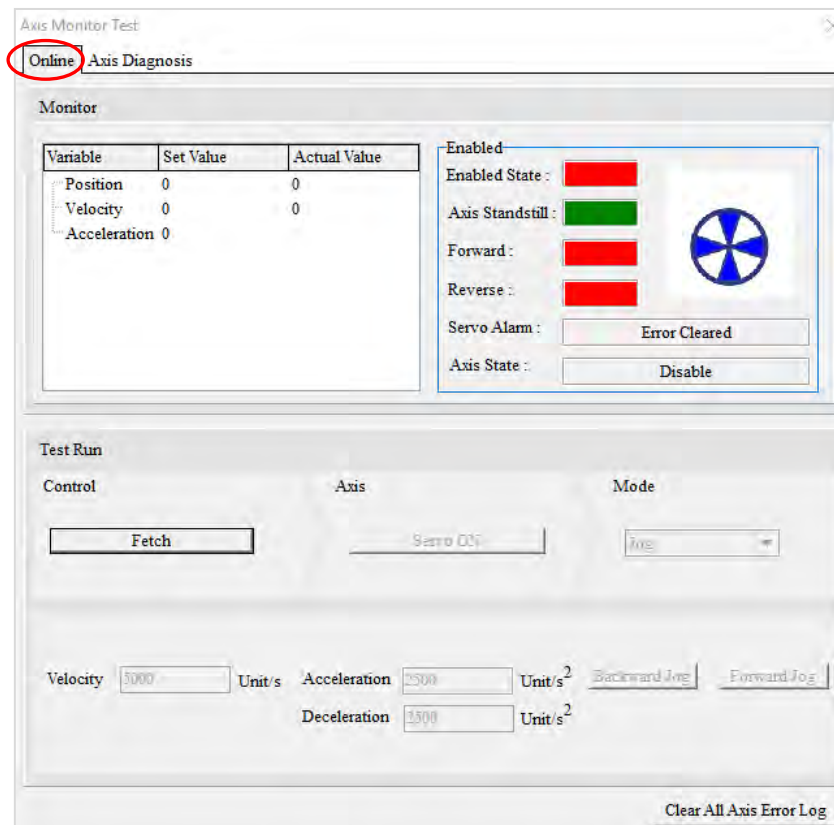 Axis Monitor Test
Online Axis Diagnosis
Monitor
Variable Set Value Actual Value
Position 0 0
Velocity 0 0
Acceleration 0
Enabled
Enabled State :
Axis Standstill :
Forward :
Reverse :
Servo Alarm : Error Cleared
Axis State : Disable
Test Run
Control Axis Mode
Fetch Servo ON Jog
Velocity 5000 Unit/s Acceleration 2500 Unit/s² Backward Jog Forward Jog
Deceleration 2500 Unit/s²
Clear All Axis Error Log